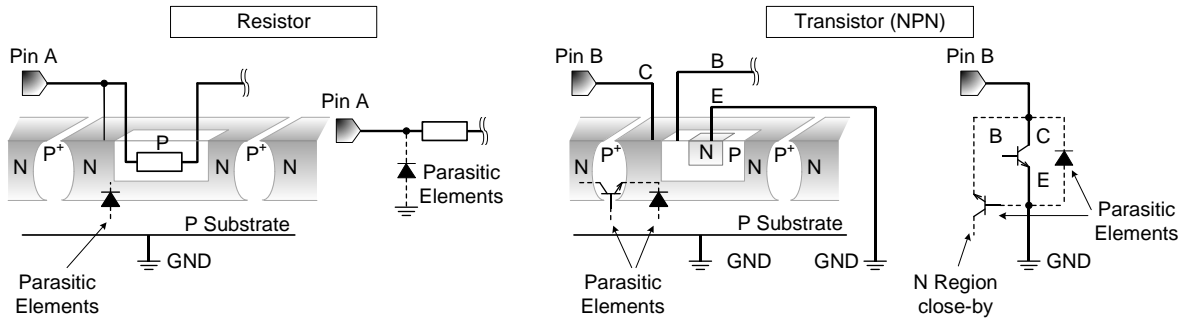 Resistor
Pin A
N
P+
N
P
N
P+
N
P Substrate
GND
Parasitic
Elements
Pin A
Parasitic
Elements
Transistor (NPN)
Pin B
C
B
E
N
P+
N
N
P
N
P+
N
P Substrate
GND
GND
Parasitic
Elements
Pin B
B
C
E
Parasitic
Elements
GND
N Region
close-by